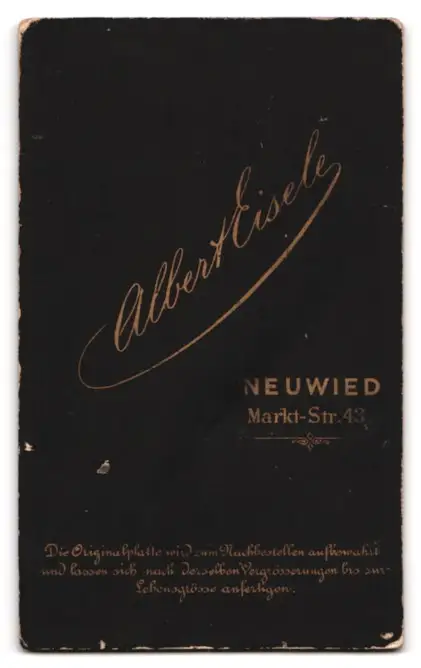 Albert Eisele
NEUWIED
Markt-Str. 43
Die Originalplatte wird zum Nachbestellen aufbewahrt
und lassen sich nach derselben Vergrösserungen bis zur
Lebensgrösse anfertigen.